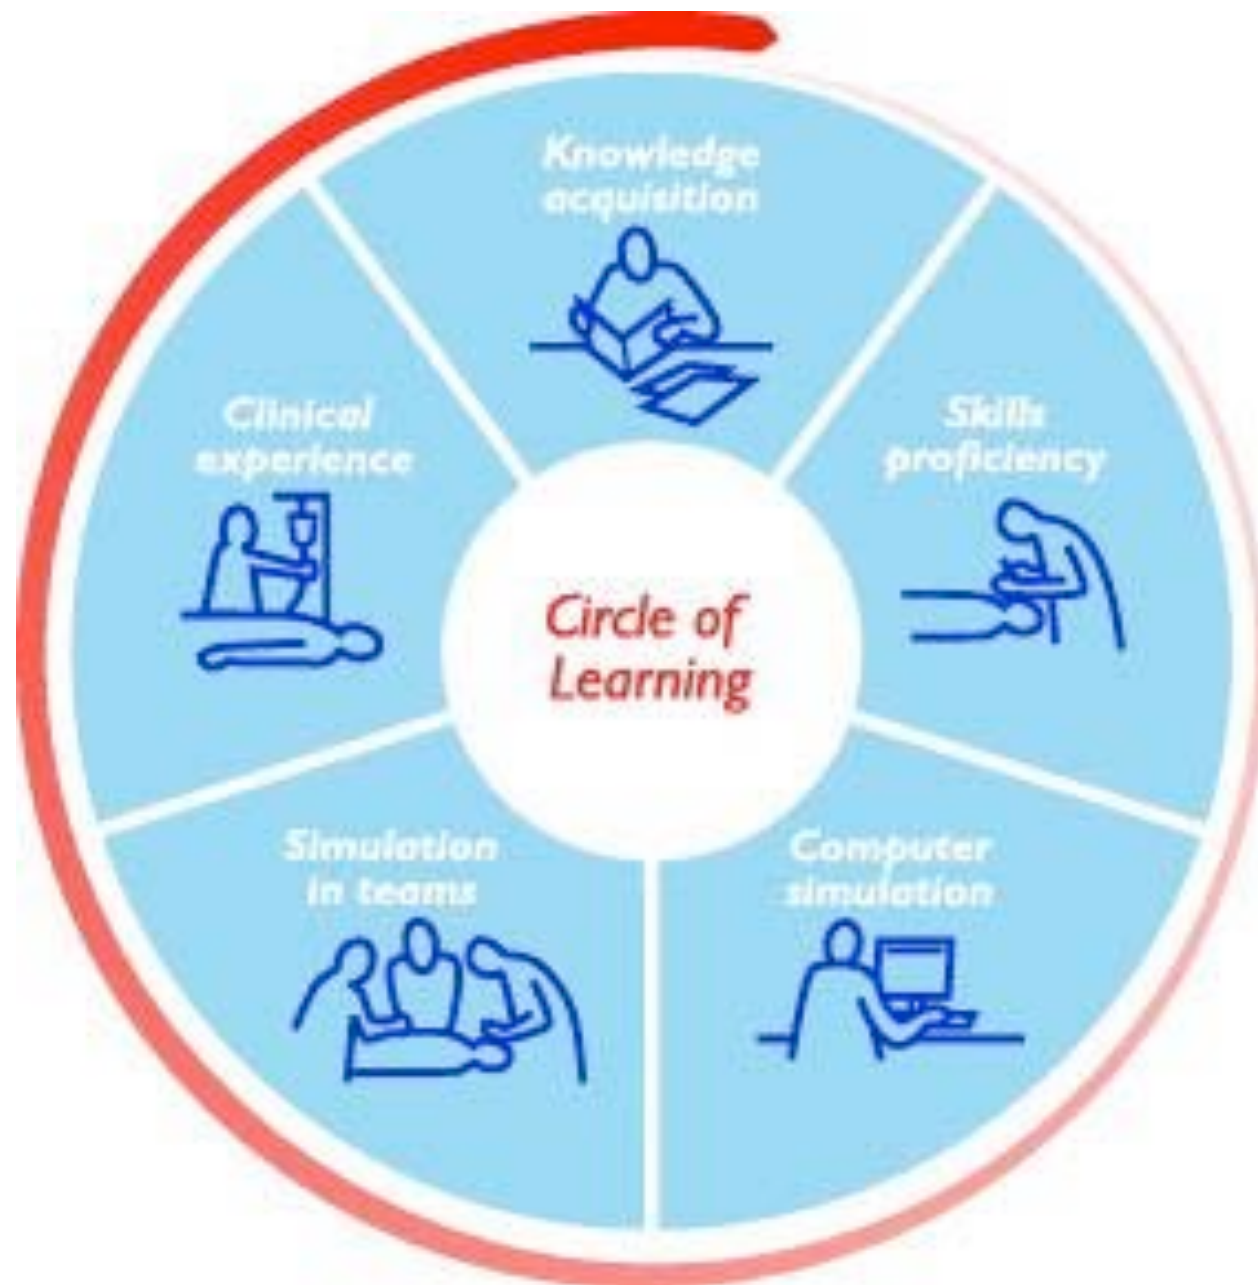 Knowledge
acquisition
Skills
proficiency
Computer
simulation
Simulation
in teams
Clinical
experience
Circle of
Learning